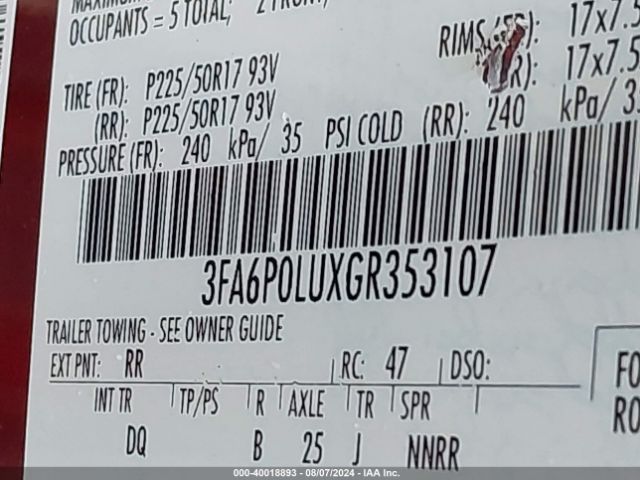 OCCUPANTS = 5 TOTAL;
RIMS 17x7.5
TIRE (FR): P225/50R17 93V 17x7.5
(RR): P225/50R17 93V
PRESSURE (FR): 240 kPa/ 35 PSI COLD (RR): 240 kPa/
3FA6P0LUXGR353107
TRAILER TOWING - SEE OWNER GUIDE
EXT PNT: RR RC: 47 DSO:
INT TR TP/PS R AXLE TR SPR
DQ B 25 J NNRR
FO
RO
000-40018893 - 08/07/2024 - IAA Inc.